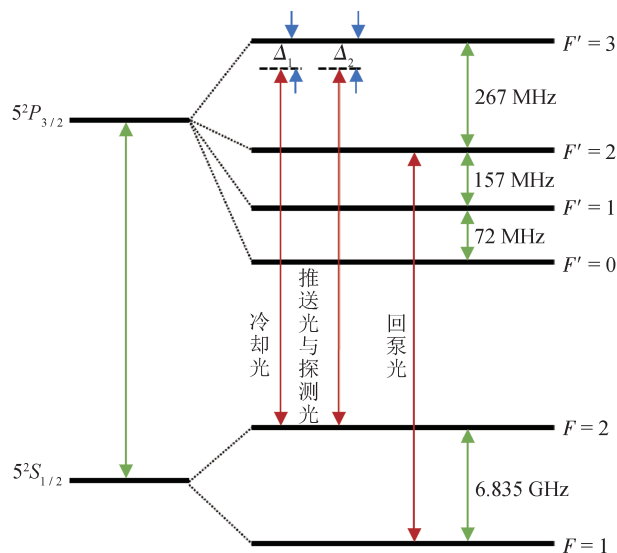 F′ = 3
Δ₁ Δ₂
267 MHz
5²P₃/₂
F′ = 2
157 MHz
F′ = 1
72 MHz
F′ = 0
冷却光
推送光与探测光
回泵光
F = 2
5²S₁/₂
6.835 GHz
F = 1